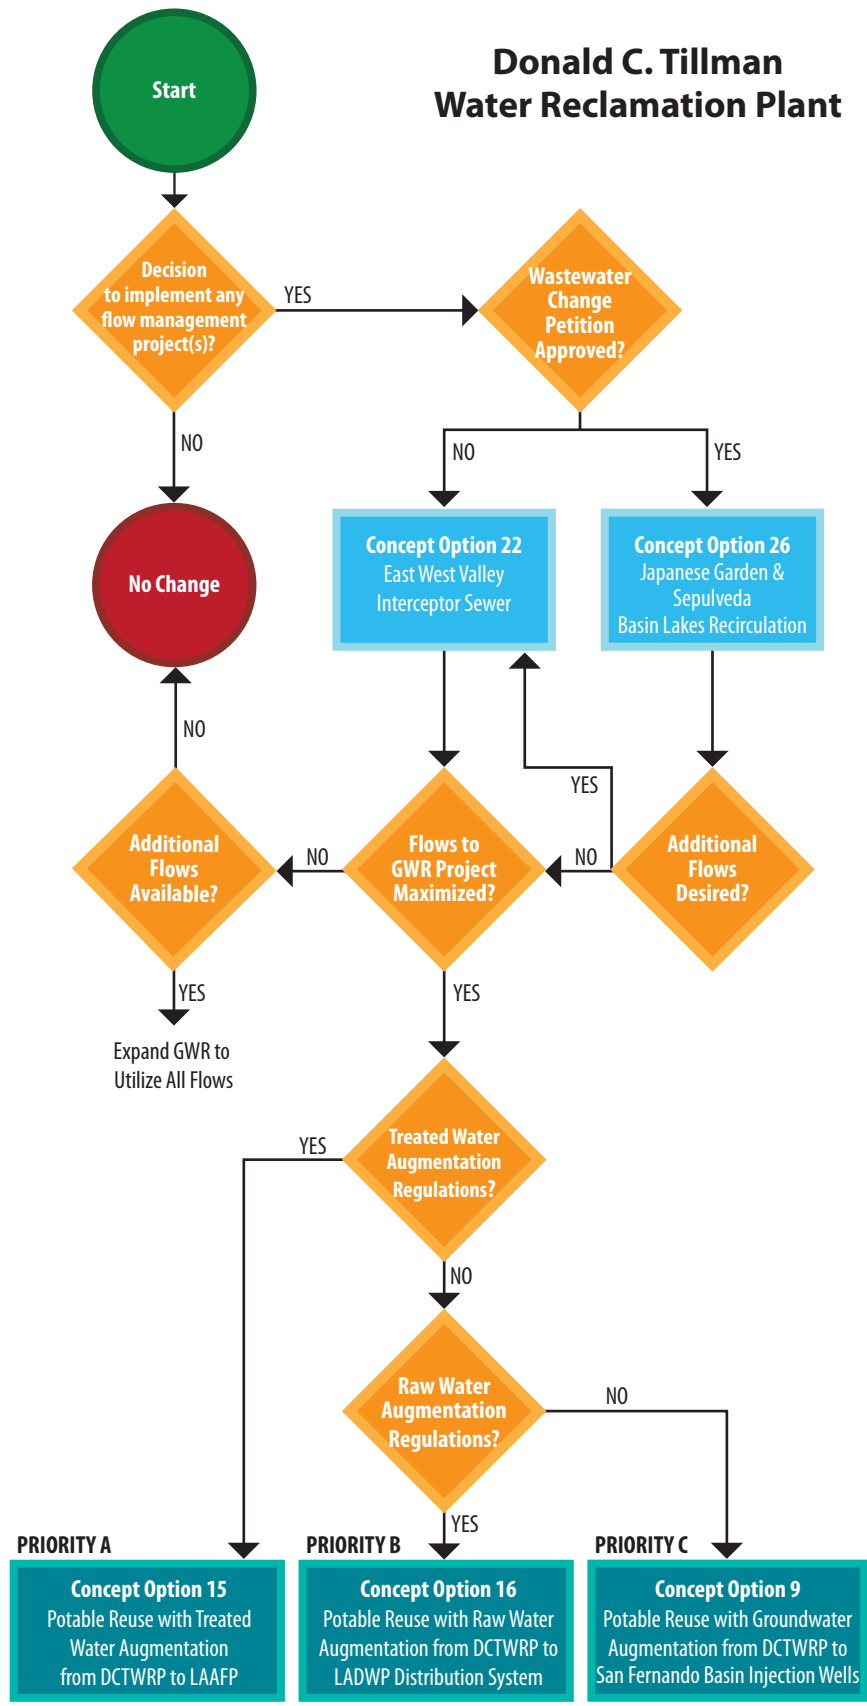 Donald C. Tillman
Water Reclamation Plant
Start
Decision
to implement any
flow management
project(s)?
YES
Wastewater
Change
Petition
Approved?
NO
NO
YES
No Change
Concept Option 22
East West Valley
Interceptor Sewer
Concept Option 26
Japanese Garden &
Sepulveda
Basin Lakes Recirculation
NO
YES
Additional
Flows
Available?
NO
Flows to
GWR Project
Maximized?
NO
Additional
Flows
Desired?
YES
YES
Expand GWR to
Utilize All Flows
Treated Water
Augmentation
Regulations?
YES
NO
Raw Water
Augmentation
Regulations?
NO
YES
PRIORITY A
Concept Option 15
Potable Reuse with Treated
Water Augmentation
from DCTWRP to LAAFP
PRIORITY B
Concept Option 16
Potable Reuse with Raw Water
Augmentation from DCTWRP to
LADWP Distribution System
PRIORITY C
Concept Option 9
Potable Reuse with Groundwater
Augmentation from DCTWRP to
San Fernando Basin Injection Wells